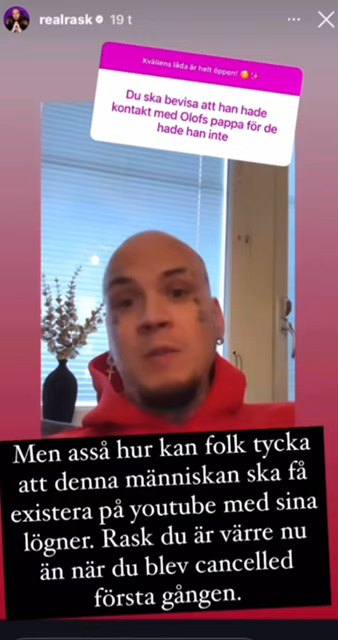 realrask 19 t
Kvällens låda är helt öppen!
Du ska bevisa att han hade
kontakt med Olofs pappa för de
hade han inte
Men asså hur kan folk tycka
att denna människan ska få
existera på youtube med sina
lögner. Rask du är värre nu
än när du blev cancelled
första gången.